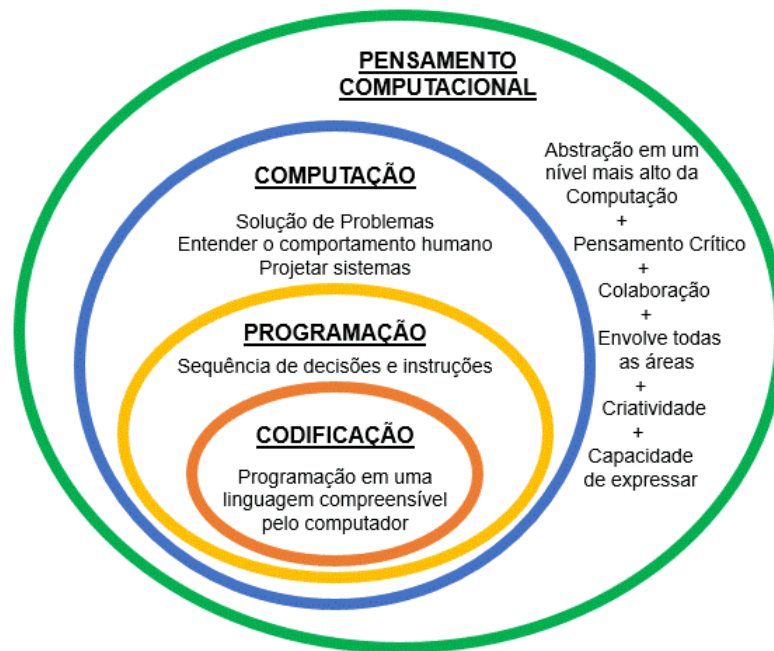 PENSAMENTO
COMPUTACIONAL
COMPUTAÇÃO
Solução de Problemas
Entender o comportamento humano
Projetar sistemas
PROGRAMAÇÃO
Sequência de decisões e instruções
CODIFICAÇÃO
Programação em uma
linguagem compreensível
pelo computador
Abstração em um
nível mais alto da
Computação
+
Pensamento Crítico
+
Colaboração
+
Envolve todas
as áreas
+
Criatividade
+
Capacidade
de expressar